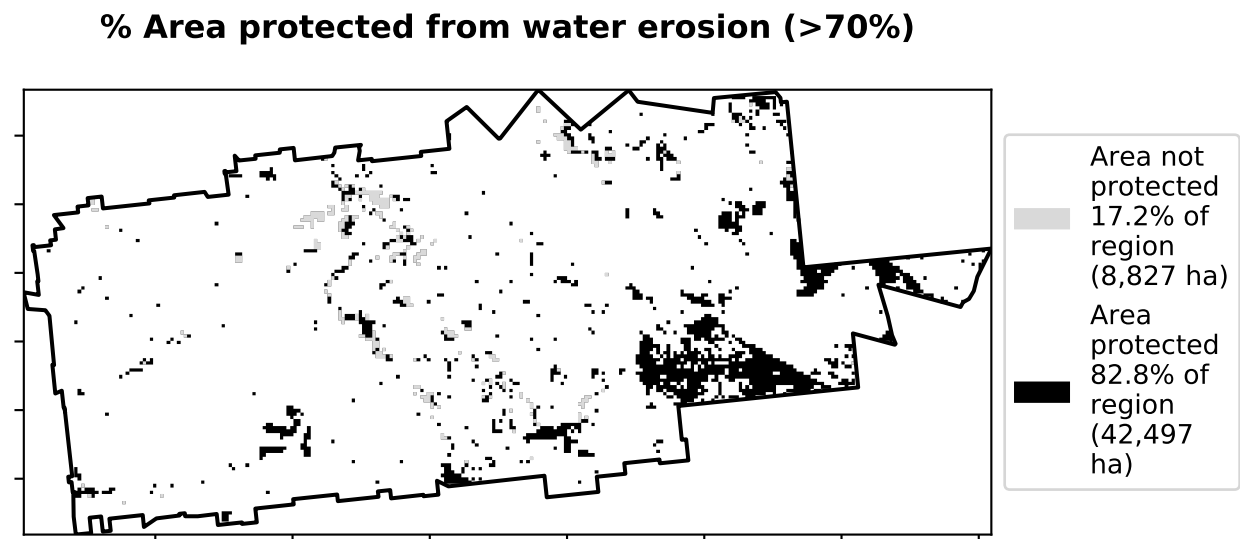 % Area protected from water erosion (>70%)
Area not
protected
17.2% of
region
(8,827 ha)
Area
protected
82.8% of
region
(42,497
ha)